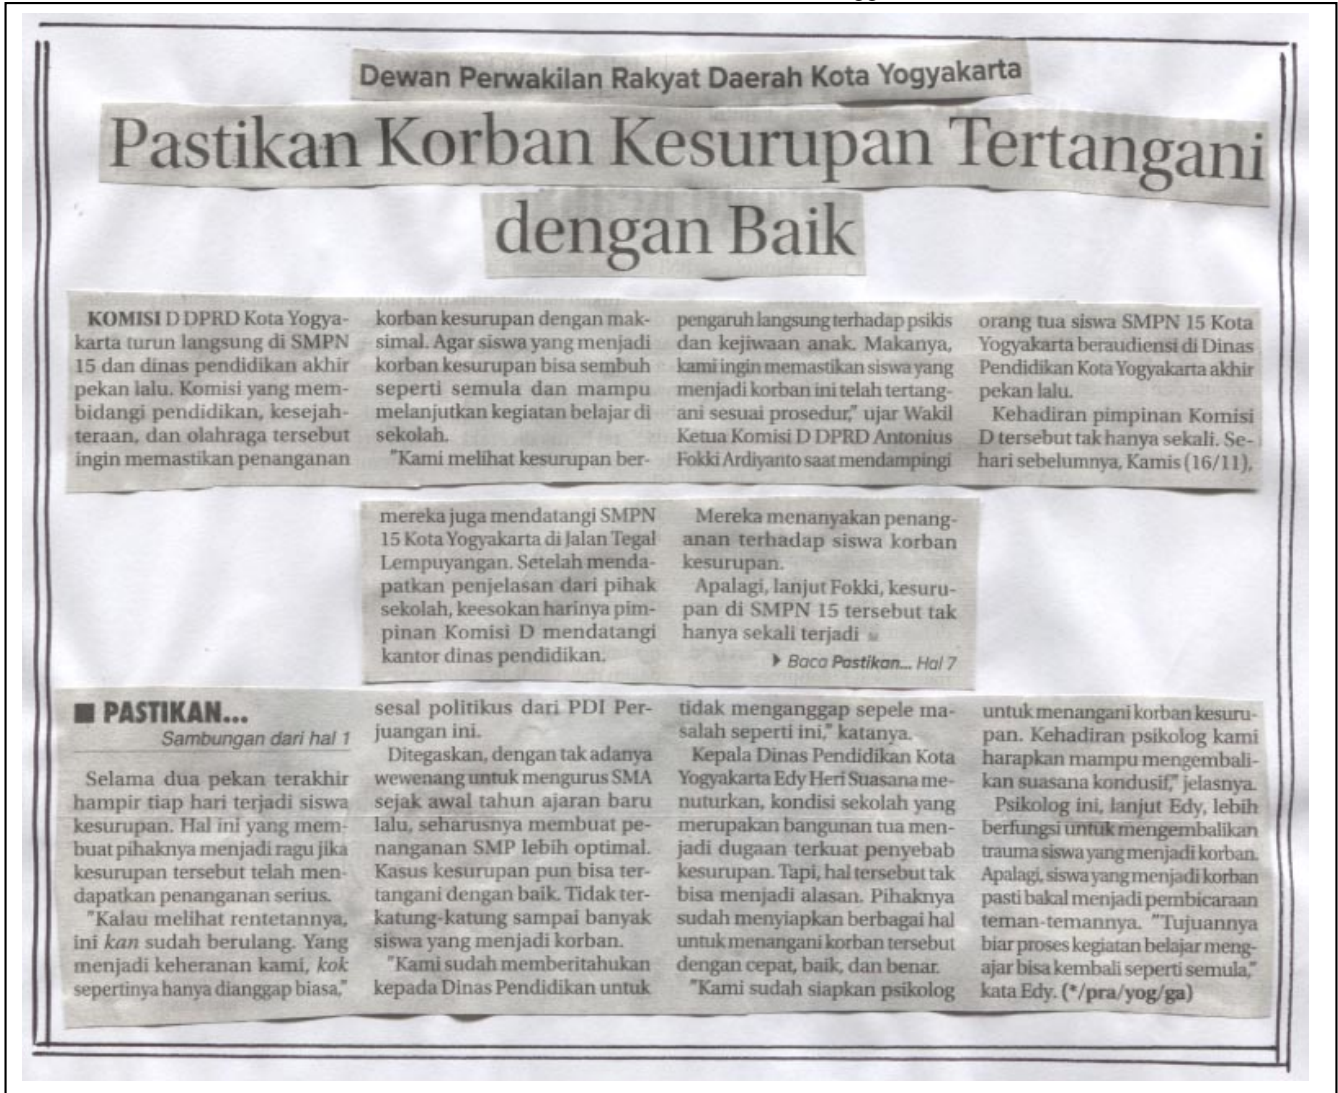 Dewan Perwakilan Rakyat Daerah Kota Yogyakarta
Pastikan Korban Kesurupan Tertangani
dengan Baik
KOMISI D DPRD Kota Yogya-
karta turun langsung di SMPN
15 dan dinas pendidikan akhir
pekan lalu. Komisi yang mem-
bidangi pendidikan, kesejah-
teraan, dan olahraga tersebut
ingin memastikan penanganan
korban kesurupan dengan mak-
simal. Agar siswa yang menjadi
korban kesurupan bisa sembuh
seperti semula dan mampu
melanjutkan kegiatan belajar di
sekolah.
"Kami melihat kesurupan ber-
pengaruh langsung terhadap psikis
dan kejiwaan anak. Makanya,
kami ingin memastikan siswa yang
menjadi korban ini telah tertang-
ani sesuai prosedur," ujar Wakil
Ketua Komisi D DPRD Antonius
Fokki Ardiyanto saat mendampingi
orang tua siswa SMPN 15 Kota
Yogyakarta beraudiensi di Dinas
Pendidikan Kota Yogyakarta akhir
pekan lalu.
Kehadiran pimpinan Komisi
D tersebut tak hanya sekali. Se-
hari sebelumnya, Kamis (16/11),
mereka juga mendatangi SMPN
15 Kota Yogyakarta di Jalan Tegal
Lempuyangan. Setelah menda-
patkan penjelasan dari pihak
sekolah, keesokan harinya pim-
pinan Komisi D mendatangi
kantor dinas pendidikan.
Mereka menanyakan penang-
anan terhadap siswa korban
kesurupan.
Apalagi, lanjut Fokki, kesuru-
pan di SMPN 15 tersebut tak
hanya sekali terjadi
Baca Pastikan... Hal 7
PASTIKAN...
Sambungan dari hal 1
Selama dua pekan terakhir
hampir tiap hari terjadi siswa
kesurupan. Hal ini yang mem-
buat pihaknya menjadi ragu jika
kesurupan tersebut telah men-
dapatkan penanganan serius.
"Kalau melihat rentetannya,
ini kan sudah berulang. Yang
menjadi keheranan kami, kok
sepertinya hanya dianggap biasa,"
sesal politikus dari PDI Per-
juangan ini.
Ditegaskan, dengan tak adanya
wewenang untuk mengurus SMA
sejak awal tahun ajaran baru
lalu, seharusnya membuat pe-
nanganan SMP lebih optimal.
Kasus kesurupan pun bisa ter-
tangani dengan baik. Tidak ter-
katung-katung sampai banyak
siswa yang menjadi korban.
"Kami sudah memberitahukan
kepada Dinas Pendidikan untuk
tidak menganggap sepele ma-
salah seperti ini," katanya.
Kepala Dinas Pendidikan Kota
Yogyakarta Edy Heri Suasana me-
nuturkan, kondisi sekolah yang
merupakan bangunan tua men-
jadi dugaan terkuat penyebab
kesurupan. Tapi, hal tersebut tak
bisa menjadi alasan. Pihaknya
sudah menyiapkan berbagai hal
untuk menangani korban tersebut
dengan cepat, baik, dan benar.
"Kami sudah siapkan psikolog
untuk menangani korban kesuru-
pan. Kehadiran psikolog kami
harapkan mampu mengembali-
kan suasana kondusif," jelasnya.
Psikolog ini, lanjut Edy, lebih
berfungsi untuk mengembalikan
trauma siswa yang menjadi korban.
Apalagi, siswa yang menjadi korban
pasti bakal menjadi pembicaraan
teman-temannya. "Tujuannya
biar proses kegiatan belajar meng-
ajar bisa kembali seperti semula,"
kata Edy. (*/pra/yog/ga)